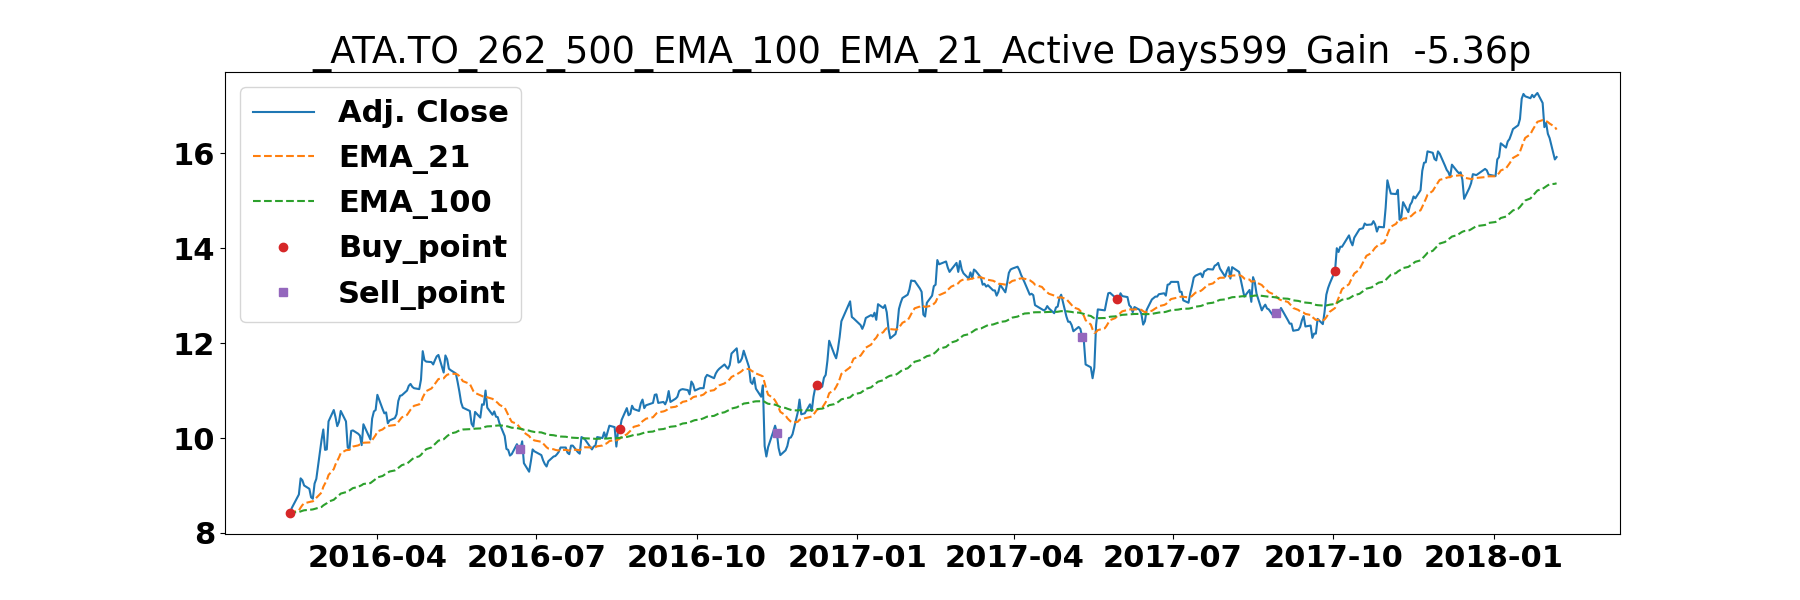 _ATA.TO_262_500_EMA_100_EMA_21_Active Days599_Gain  -5.36p
Adj. Close
EMA_21
EMA_100
Buy_point
Sell_point
16
14
12
10
8
2016-04 2016-07 2016-10 2017-01 2017-04 2017-07 2017-10 2018-01